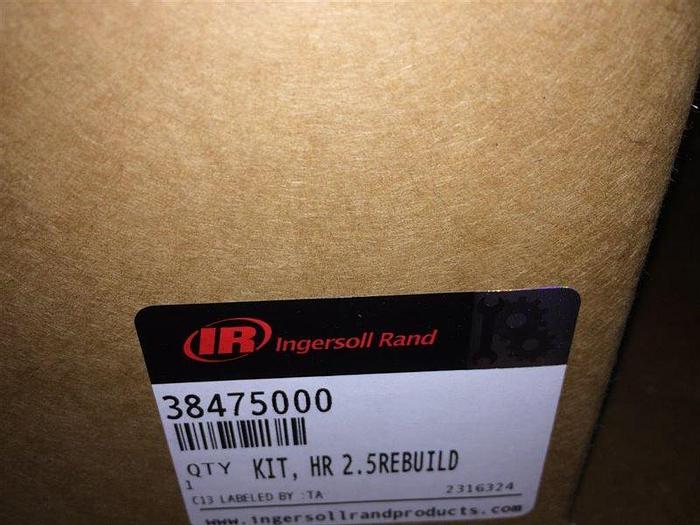 IR Ingersoll Rand
38475000
QTY KIT, HR 2.5REBUILD
1
C13 LABELED BY :TA 2316324
www.ingersollrandproducts.com